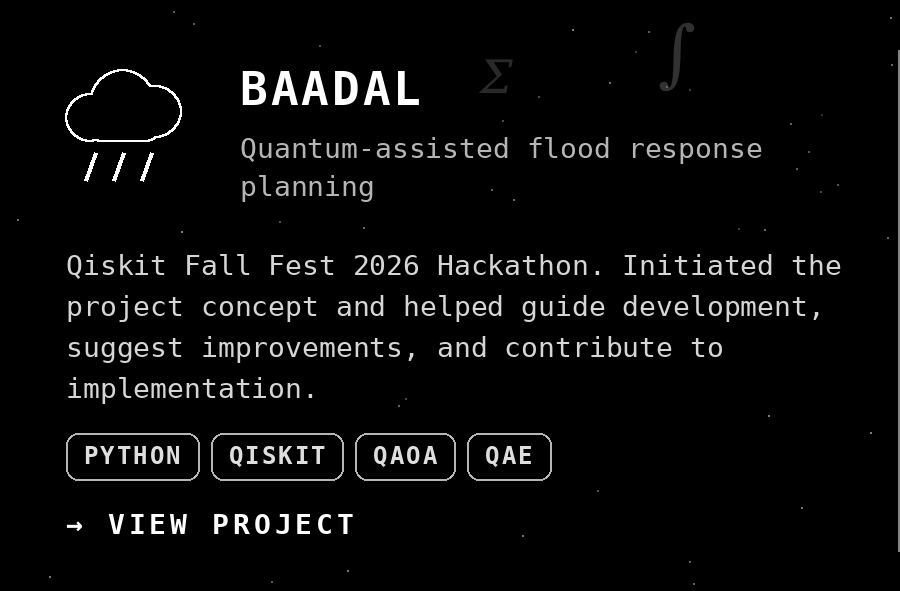 BAADAL
Σ
∫
Quantum-assisted flood response
planning
Qiskit Fall Fest 2026 Hackathon. Initiated the
project concept and helped guide development,
suggest improvements, and contribute to
implementation.
PYTHON QISKIT QAOA QAE
→ VIEW PROJECT